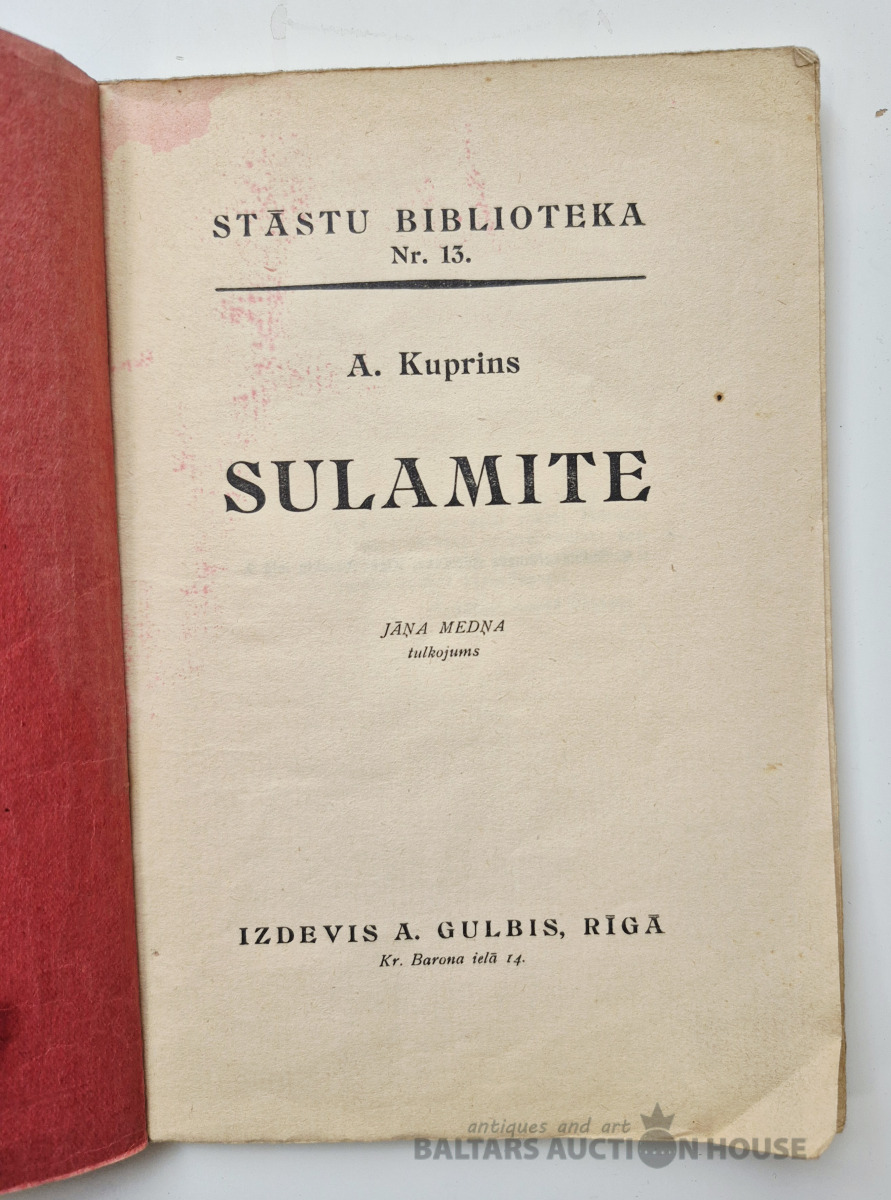 STĀSTU BIBLIOTEKA
Nr. 13.
A. Kuprins
SULAMITE
JĀŅA MEDŅA
tulkojums
IZDEVIS A. GULBIS, RĪGĀ
Kr. Barona ielā 14.
antiques and art
BALTARS AUCTION HOUSE